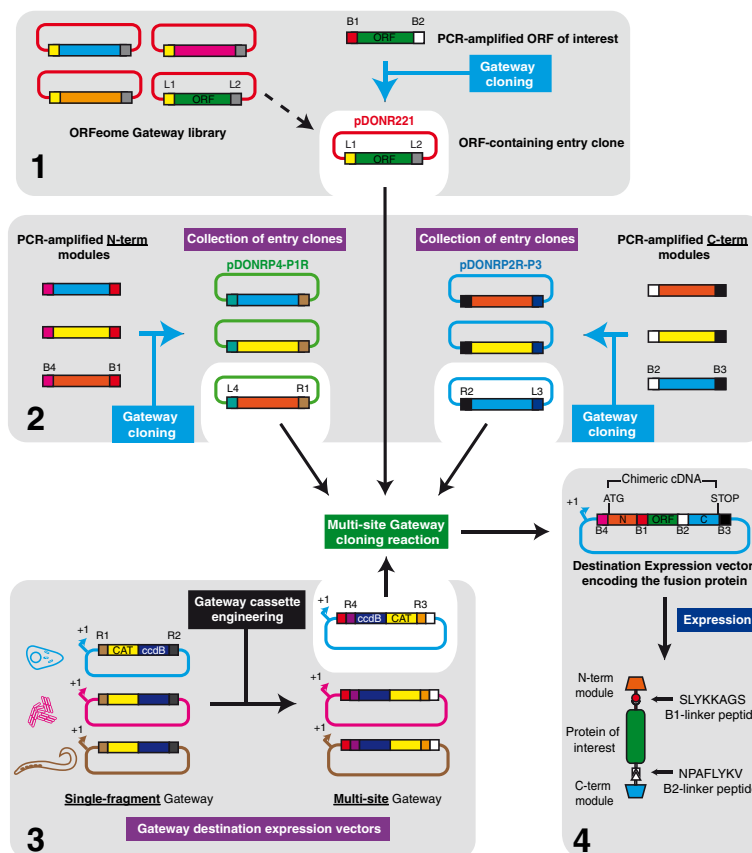 B1 B2
ORF
PCR-amplified ORF of interest
Gateway
cloning
L1 L2
ORF
ORFeome Gateway library
pDONR221
L1 L2
ORF
ORF-containing entry clone
1
PCR-amplified N-term
modules
Collection of entry clones
pDONRP4-P1R
B4 B1
L4 R1
Gateway
cloning
2
Collection of entry clones
pDONRP2R-P3
PCR-amplified C-term
modules
R2 L3
B2 B3
Gateway
cloning
Multi-site Gateway
cloning reaction
Gateway cassette
engineering
+1
R1 R2
CAT ccdB
+1
+1
Single-fragment Gateway
+1
R4 R3
ccdB CAT
+1
+1
Multi-site Gateway
3
Gateway destination expression vectors
Chimeric cDNA
+1
ATG STOP
N ORF C
B4 B1 B2 B3
Destination Expression vector
encoding the fusion protein
Expression
N-term
module
SLYKKAGS
B1-linker peptid
Protein of
interest
NPAFLYKV
B2-linker peptide
C-term
module
4